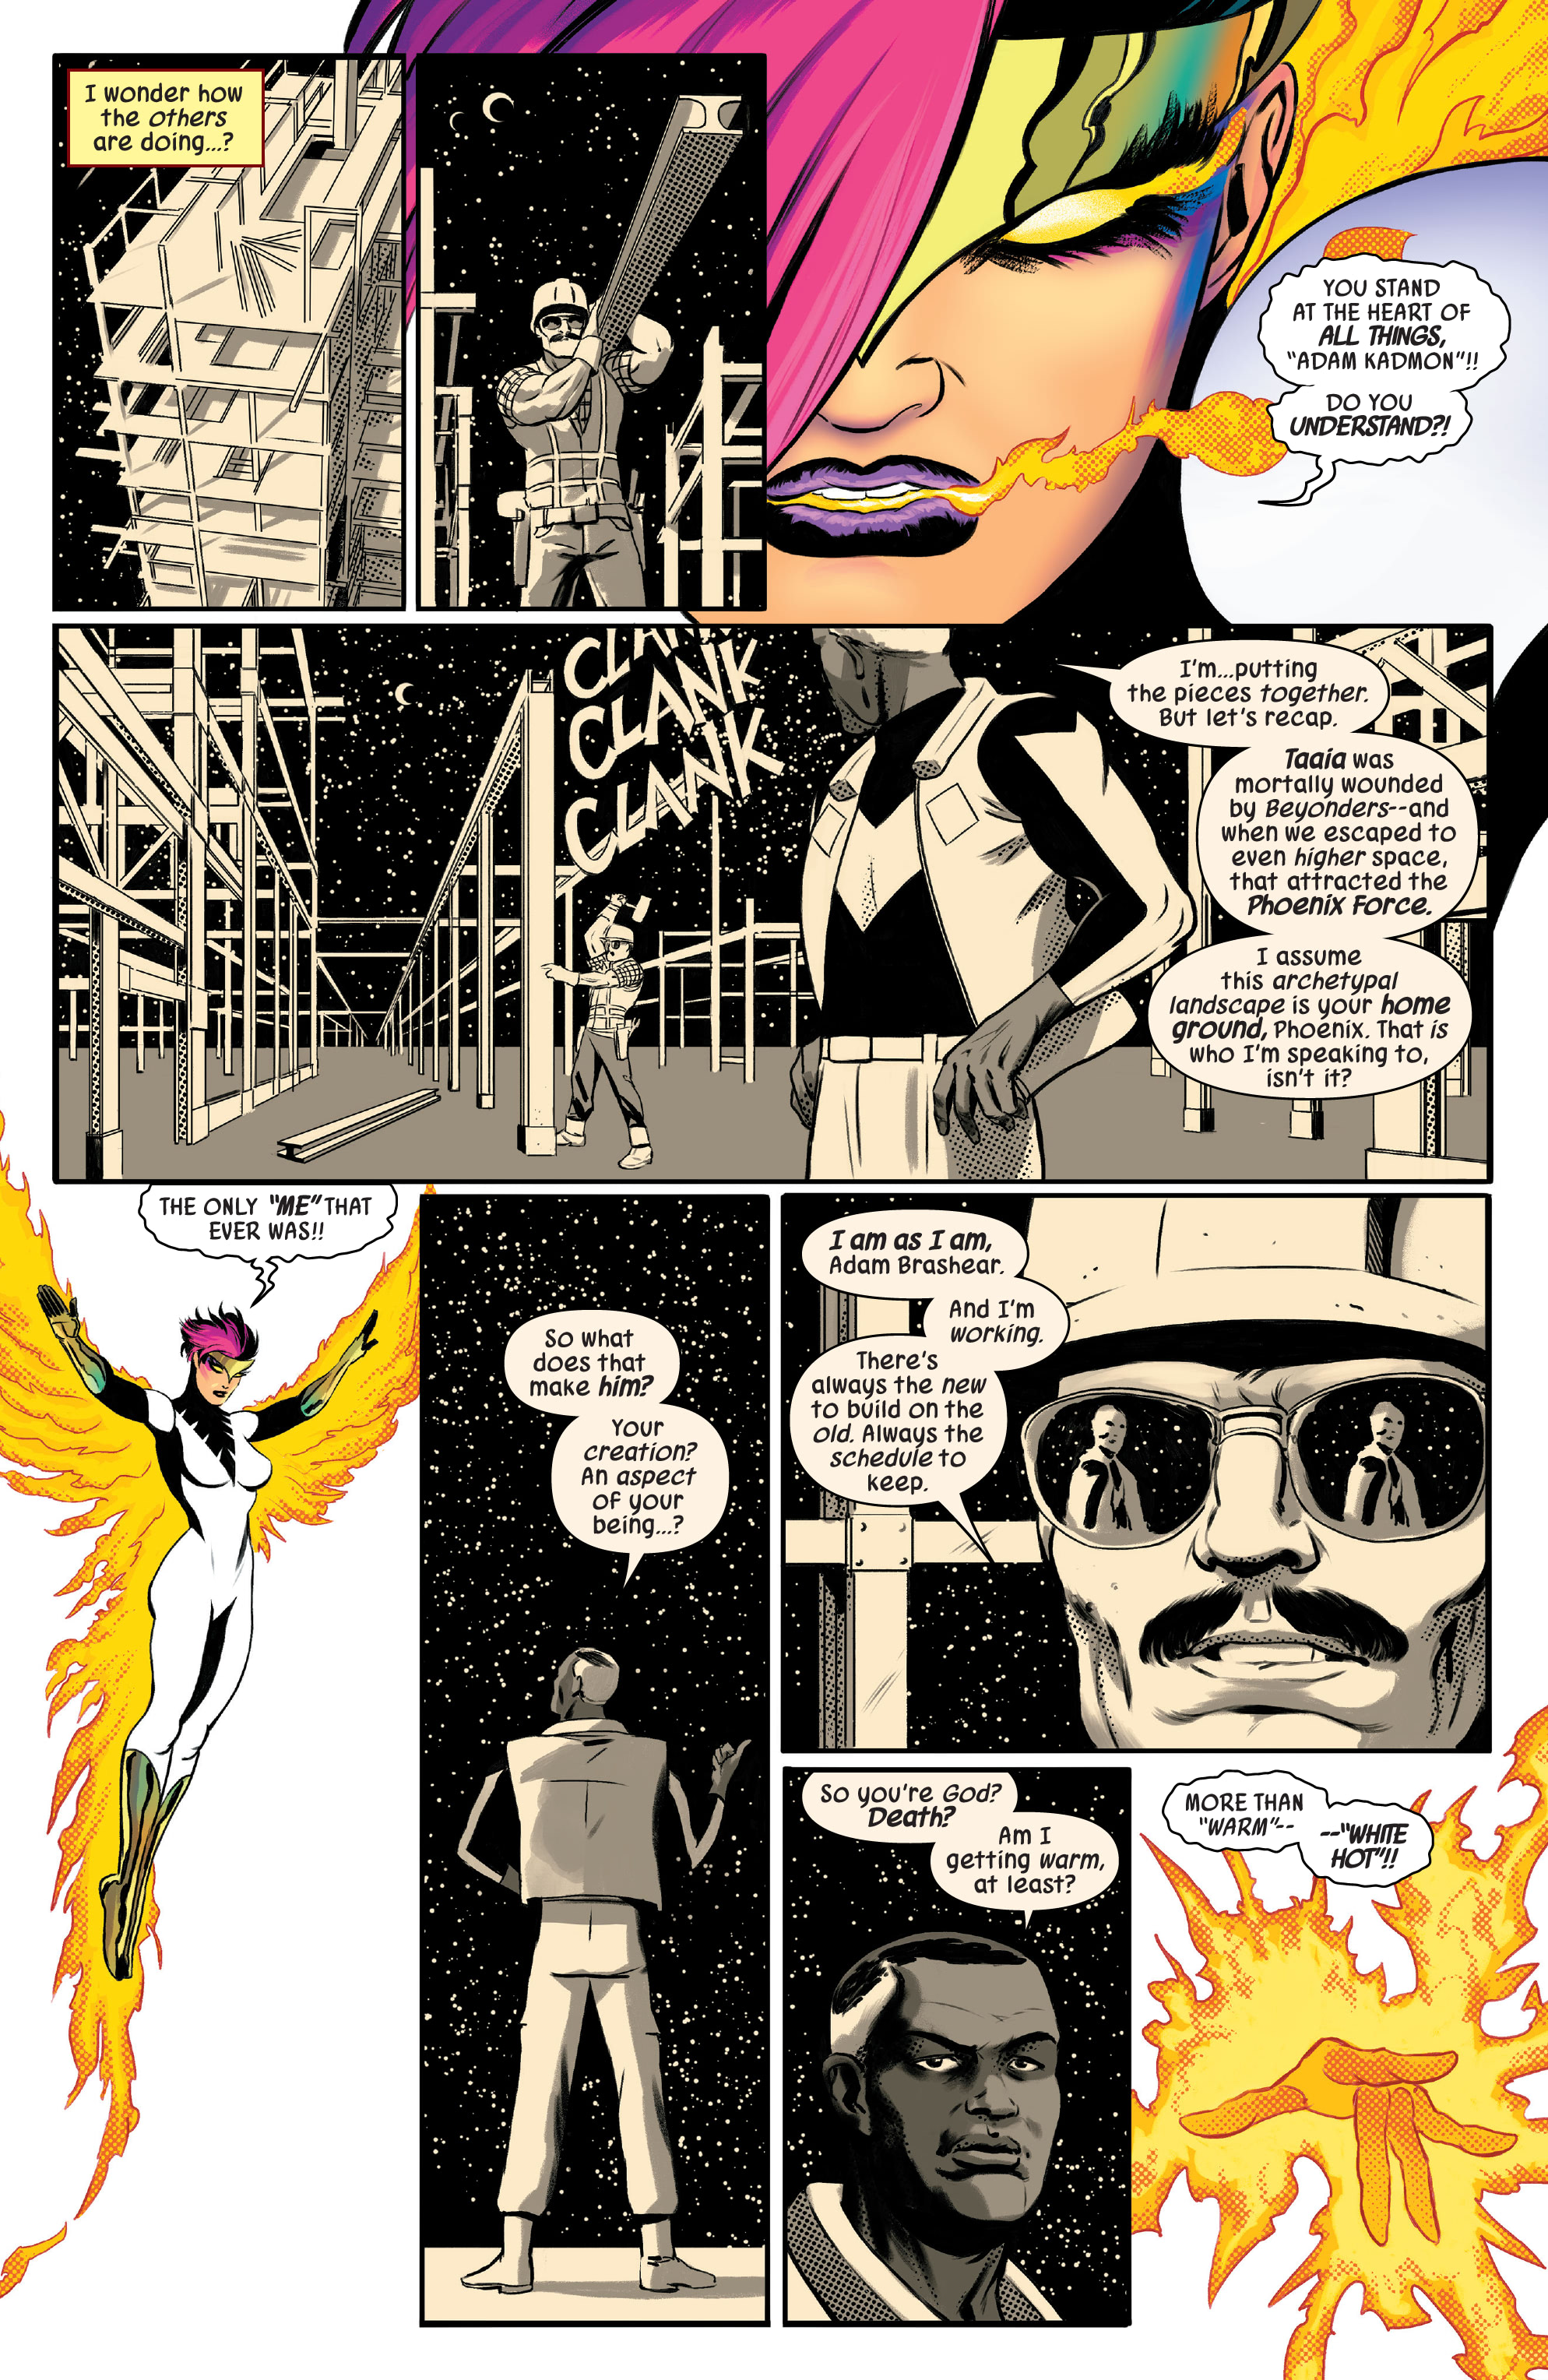 I wonder how
the others
are doing...?
YOU STAND
AT THE HEART OF
ALL THINGS,
"ADAM KADMON"!!
DO YOU
UNDERSTAND?!
CLANK
CLANK
CLANK
I'm...putting
the pieces together.
But let's recap.
Taaia was
mortally wounded
by Beyonders--and
when we escaped to
even higher space,
that attracted the
Phoenix Force.
I assume
this archetypal
landscape is your home
ground, Phoenix. That is
who I'm speaking to,
isn't it?
THE ONLY "ME" THAT
EVER WAS!!
So what
does that
make him?
Your
creation?
An aspect
of your
being...?
I am as I am,
Adam Brashear.
And I'm
working.
There's
always the new
to build on the
old. Always the
schedule to
keep.
So you're God?
Death?
Am I
getting warm,
at least?
MORE THAN
"WARM"--
--"WHITE
HOT"!!